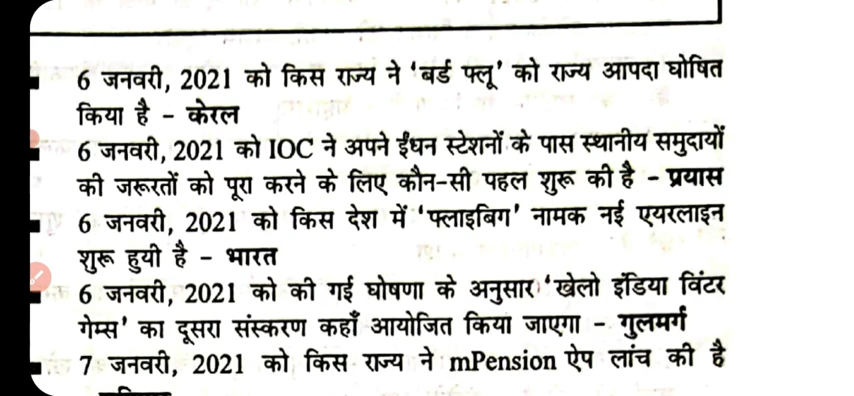 6 जनवरी, 2021 को किस राज्य ने ‘बर्ड फ्लू’ को राज्य आपदा घोषित
किया है – केरल
6 जनवरी, 2021 को IOC ने अपने ईंधन स्टेशनों के पास स्थानीय समुदायों
की जरूरतों को पूरा करने के लिए कौन-सी पहल शुरू की है – प्रयास
6 जनवरी, 2021 को किस देश में ‘फ्लाइबिग’ नामक नई एयरलाइन
शुरू हुयी है – भारत
6 जनवरी, 2021 को की गई घोषणा के अनुसार ‘खेलो इंडिया विंटर
गेम्स’ का दूसरा संस्करण कहाँ आयोजित किया जाएगा – गुलमर्ग
7 जनवरी, 2021 को किस राज्य ने mPension ऐप लांच की है